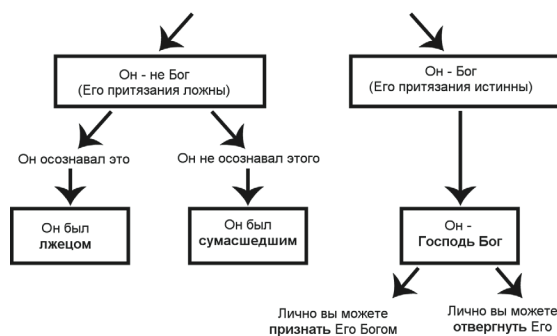 Он - не Бог
(Его притязания ложны)
Он - Бог
(Его притязания истинны)
Он осознавал это
Он не осознавал этого
Он был
лжецом
Он был
сумасшедшим
Он -
Господь Бог
Лично вы можете
признать Его Богом
Лично вы можете
отвергнуть Его